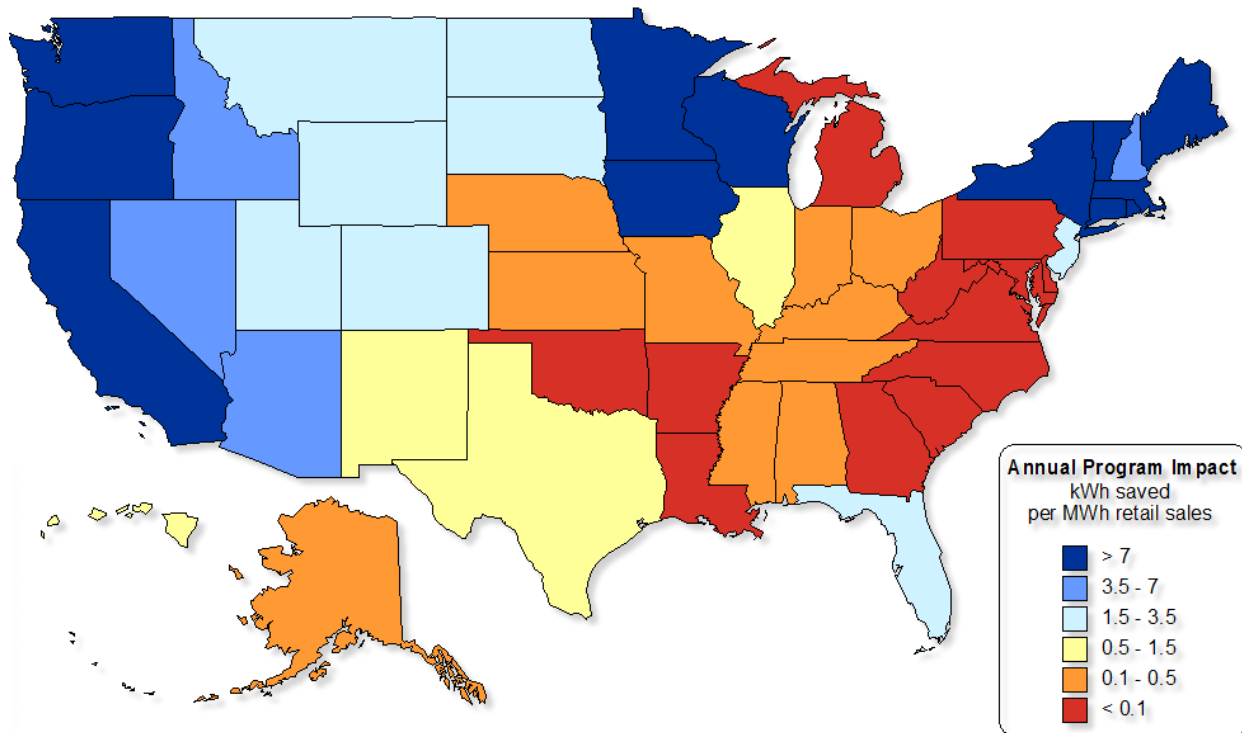 Annual Program Impact
kWh saved
per MWh retail sales
> 7
3.5 - 7
1.5 - 3.5
0.5 - 1.5
0.1 - 0.5
< 0.1